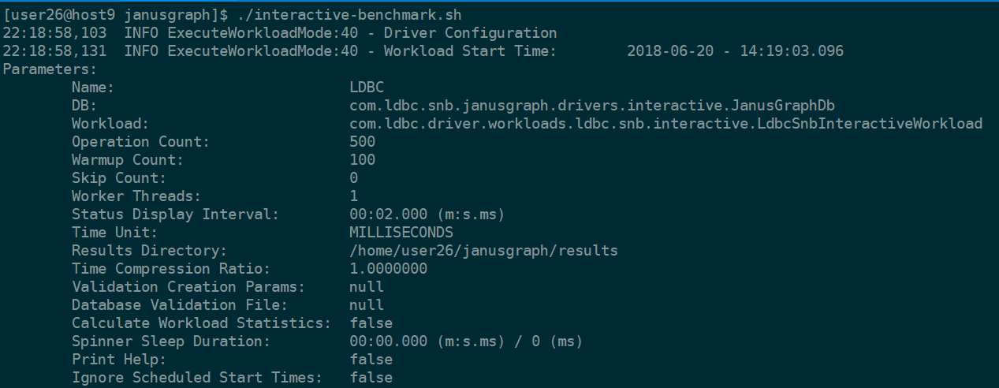 [user26@host9 janusgraph]$ ./interactive-benchmark.sh
22:18:58,103  INFO ExecuteWorkloadMode:40 - Driver Configuration
22:18:58,131  INFO ExecuteWorkloadMode:40 - Workload Start Time:        2018-06-20 - 14:19:03.096
Parameters:
        Name:                           LDBC
        DB:                             com.ldbc.snb.janusgraph.drivers.interactive.JanusGraphDb
        Workload:                       com.ldbc.driver.workloads.ldbc.snb.interactive.LdbcSnbInteractiveWorkload
        Operation Count:                500
        Warmup Count:                   100
        Skip Count:                     0
        Worker Threads:                 1
        Status Display Interval:        00:02.000 (m:s.ms)
        Time Unit:                      MILLISECONDS
        Results Directory:              /home/user26/janusgraph/results
        Time Compression Ratio:         1.0000000
        Validation Creation Params:     null
        Database Validation File:       null
        Calculate Workload Statistics:  false
        Spinner Sleep Duration:         00:00.000 (m:s.ms) / 0 (ms)
        Print Help:                     false
        Ignore Scheduled Start Times:   false